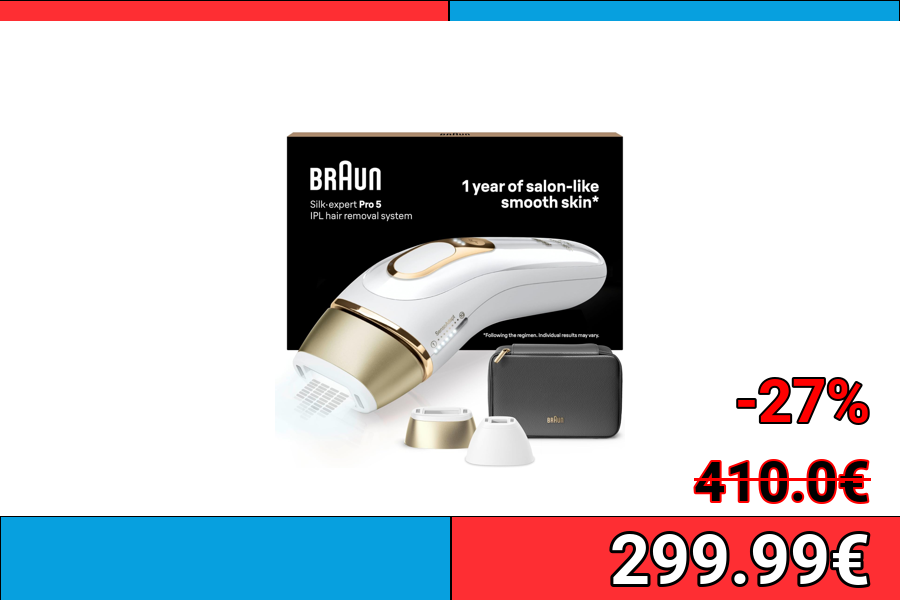 BRAUN
BRAUN
Silk·expert Pro 5
IPL hair removal system
1 year of salon-like
smooth skin*
*Following the regimen. Individual results may vary.
BRAUN
-27%
410.0€
299.99€